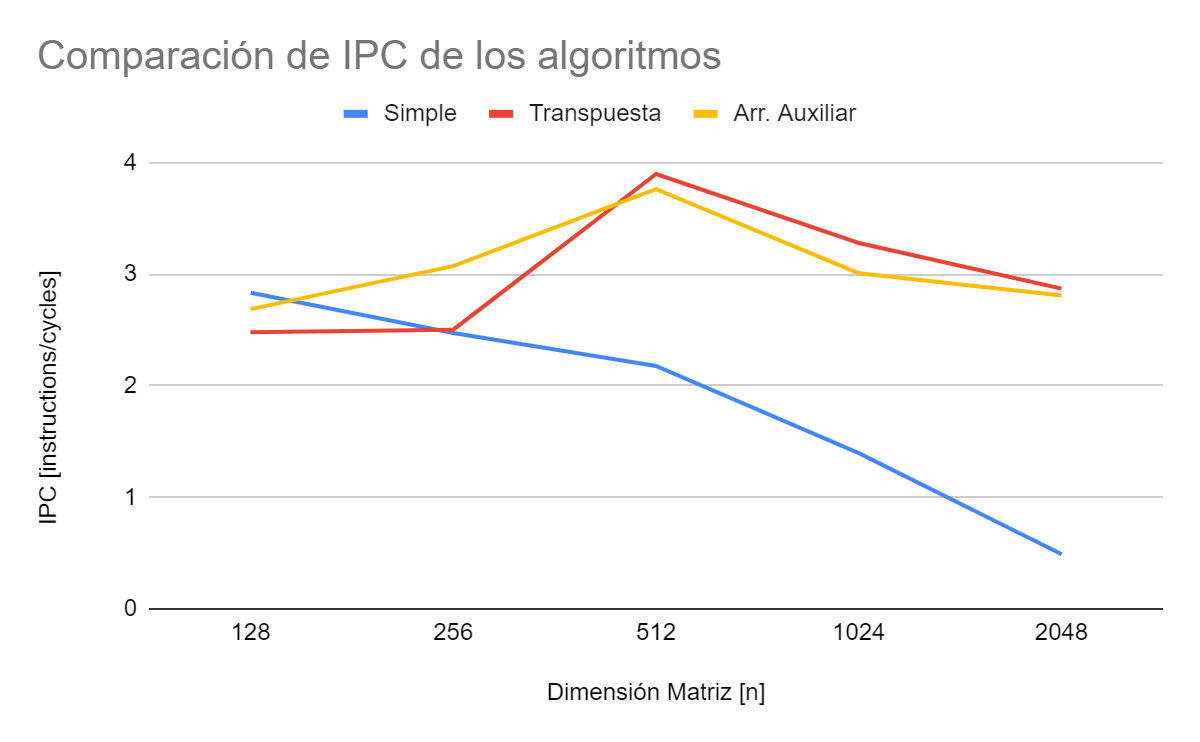 Comparación de IPC de los algoritmos
Simple Transpuesta Arr. Auxiliar
4
3
2
1
0
IPC [instructions/cycles]
128 256 512 1024 2048
Dimensión Matriz [n]